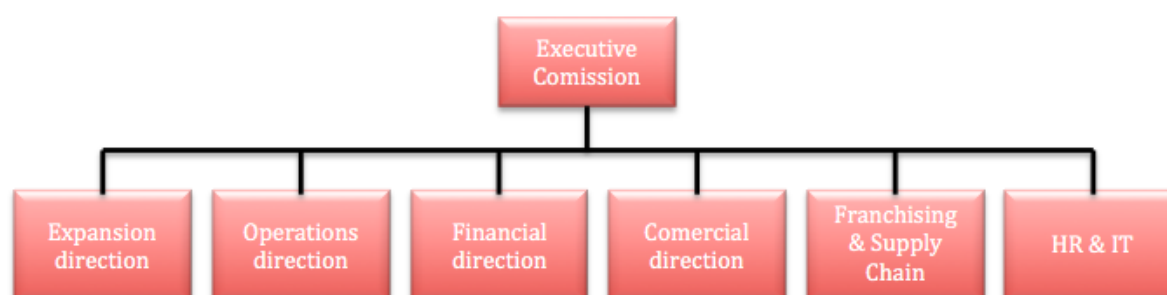 Executive
Comission
Expansion
direction
Operations
direction
Financial
direction
Comercial
direction
Franchising
& Supply
Chain
HR & IT